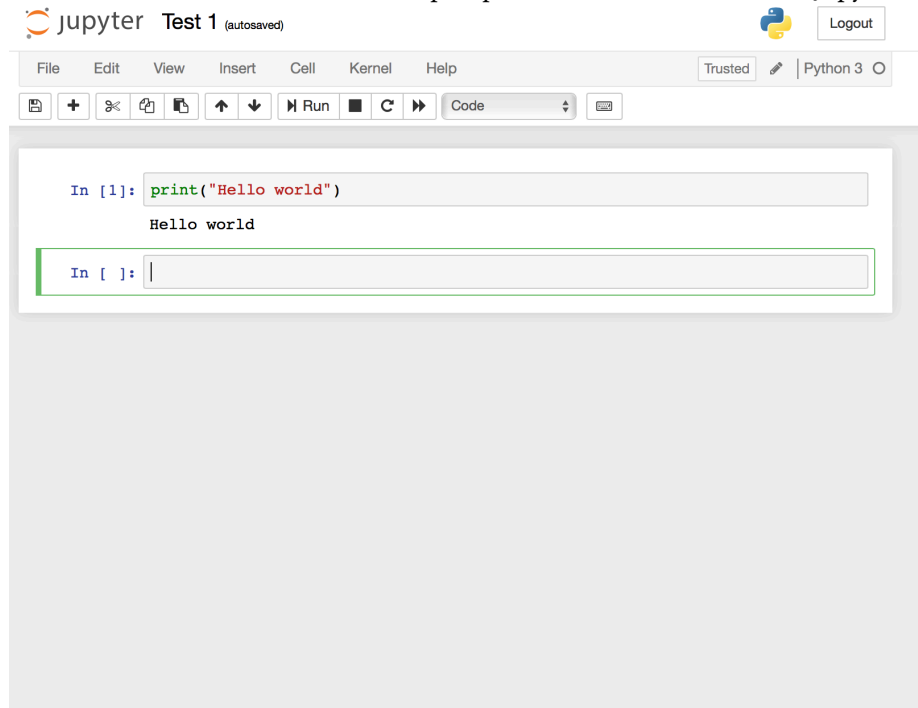 jupyter Test 1 (autosaved) Logout
File Edit View Insert Cell Kernel Help Trusted Python 3
Run Code
In [1]: print("Hello world")
Hello world
In [ ]: